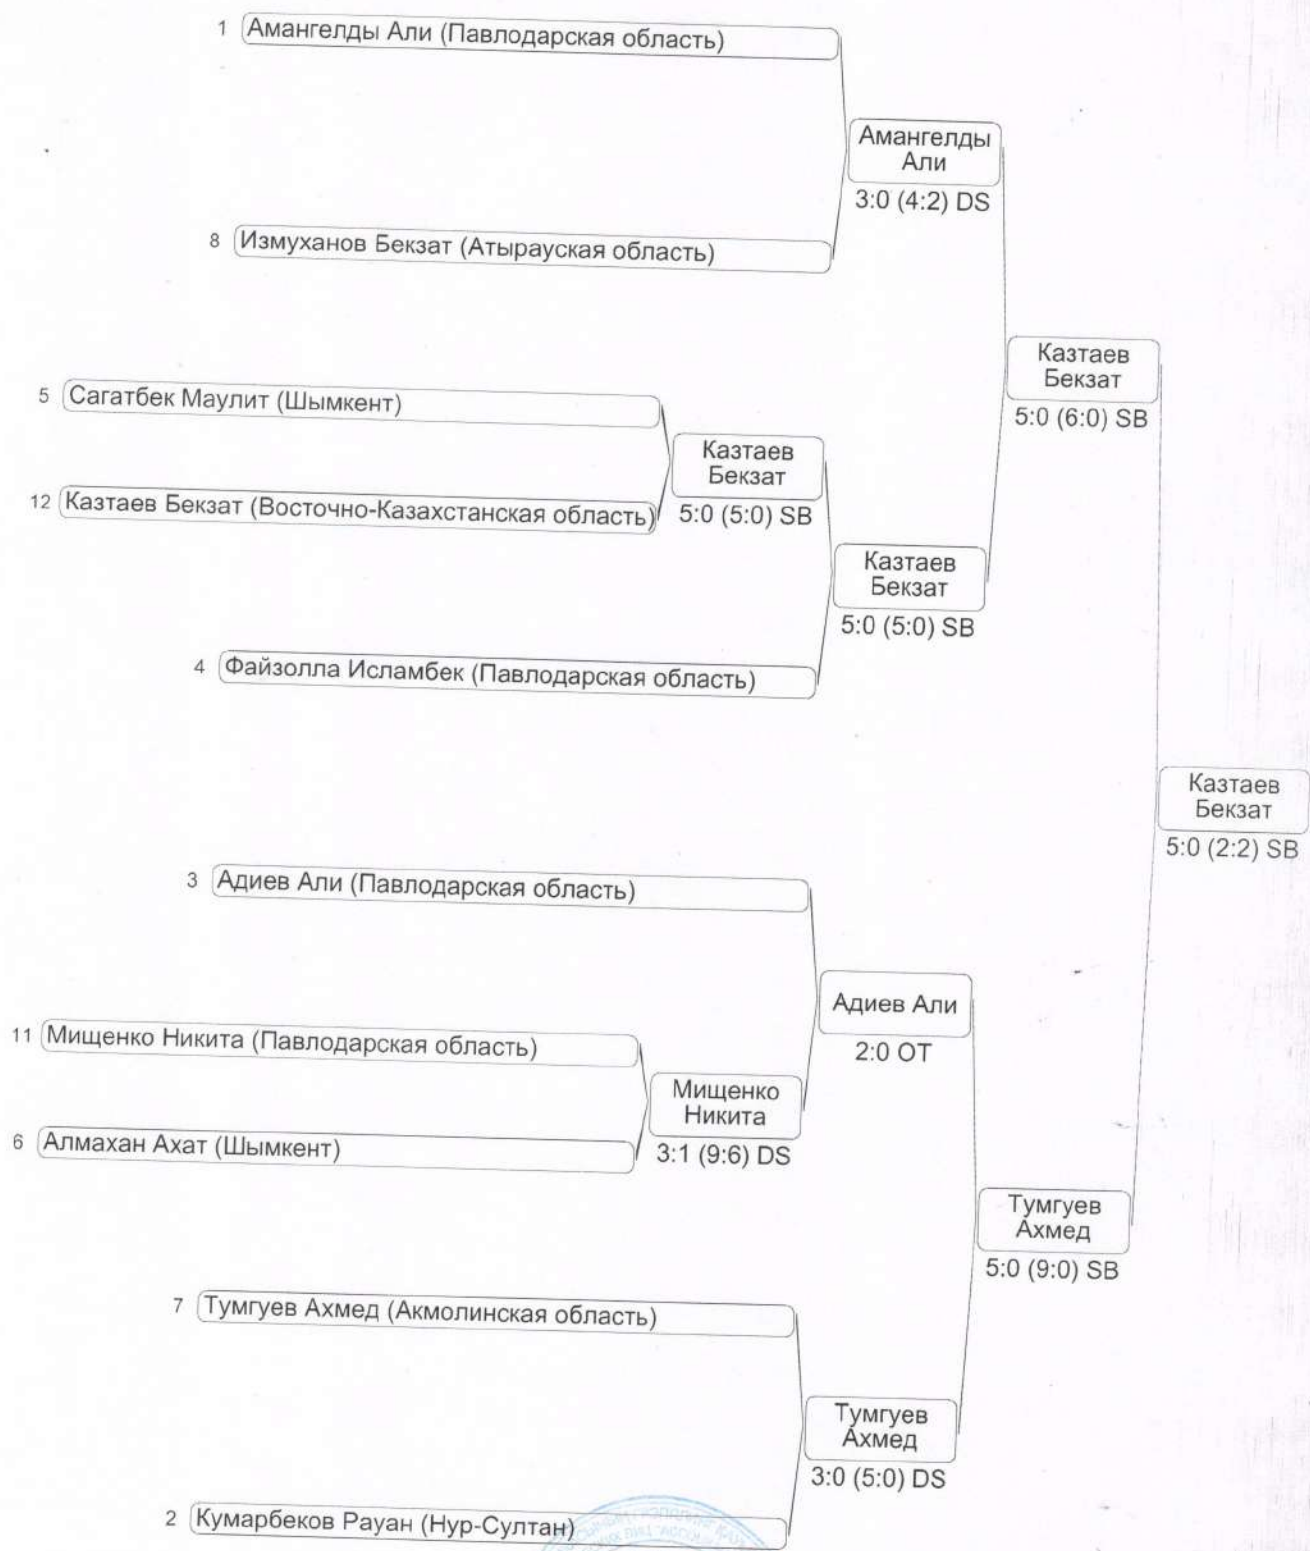 1 Амангелды Али (Павлодарская область)
Амангелды
Али
3:0 (4:2) DS
8 Измуханов Бекзат (Атырауская область)
Казтаев
Бекзат
5:0 (6:0) SB
5 Сагатбек Маулит (Шымкент)
Казтаев
Бекзат
5:0 (5:0) SB
12 Казтаев Бекзат (Восточно-Казахстанская область)
Казтаев
Бекзат
5:0 (5:0) SB
4 Файзолла Исламбек (Павлодарская область)
Казтаев
Бекзат
5:0 (2:2) SB
3 Адиев Али (Павлодарская область)
Адиев Али
2:0 OT
11 Мищенко Никита (Павлодарская область)
Мищенко
Никита
3:1 (9:6) DS
6 Алмахан Ахат (Шымкент)
Тумгуев
Ахмед
5:0 (9:0) SB
7 Тумгуев Ахмед (Акмолинская область)
Тумгуев
Ахмед
3:0 (5:0) DS
2 Кумарбеков Рауан (Нур-Султан)